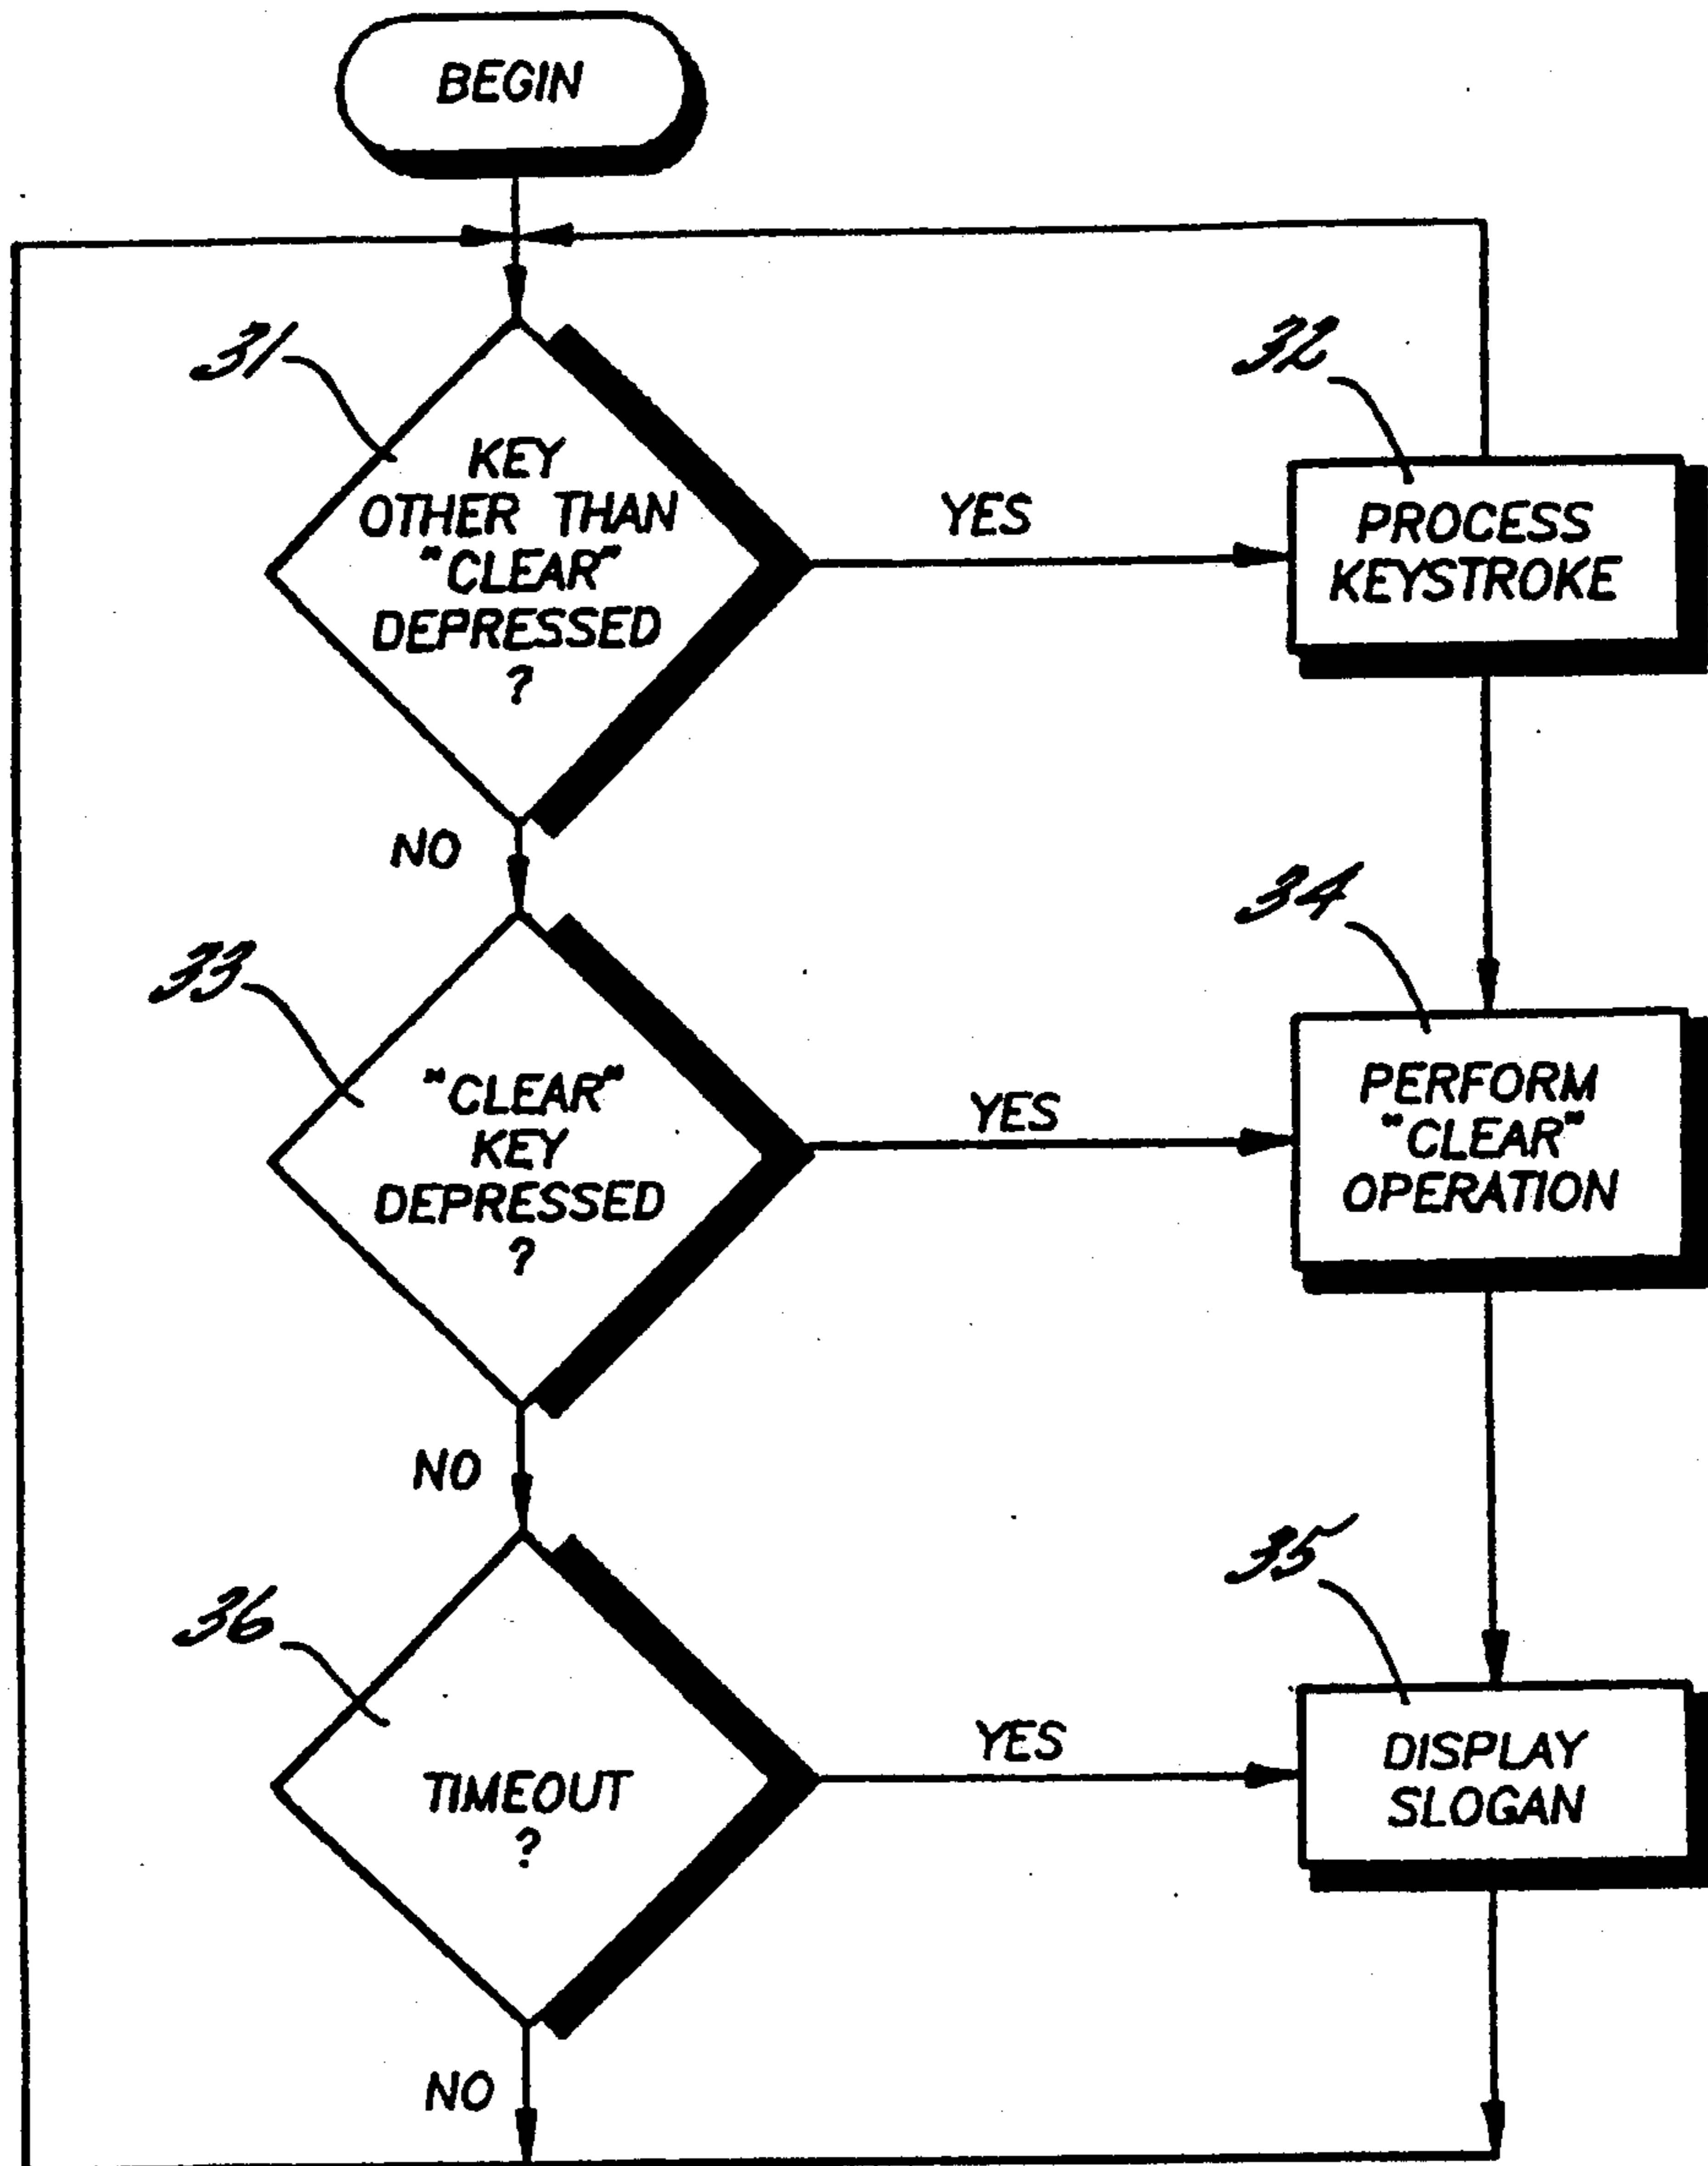 BEGIN
31
KEY
OTHER THAN
"CLEAR"
DEPRESSED
?
YES
32
PROCESS
KEYSTROKE
NO
33
"CLEAR"
KEY
DEPRESSED
?
YES
34
PERFORM
"CLEAR"
OPERATION
NO
36
TIMEOUT
?
YES
35
DISPLAY
SLOGAN
NO